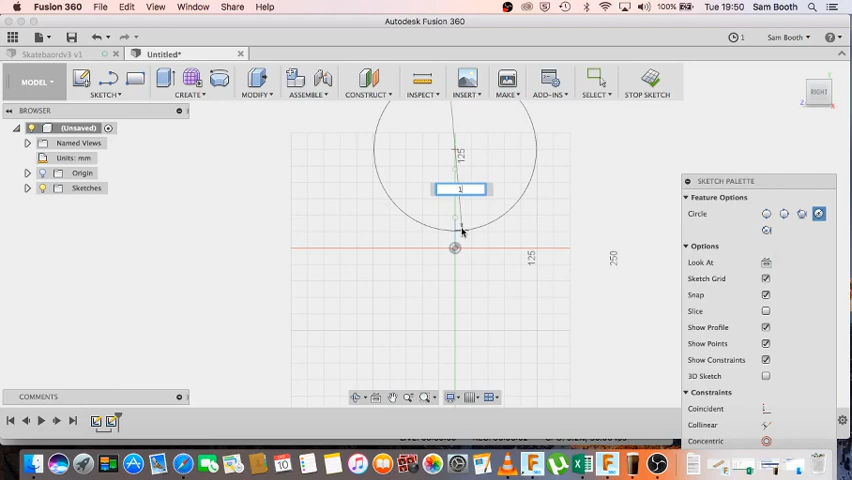 Fusion 360 File Edit View Window Share Help 100% Tue 19:50 Sam Booth
Autodesk Fusion 360
1 Sam Booth
Skatebaordv3 v1 Untitled*
MODEL SKETCH CREATE MODIFY ASSEMBLE CONSTRUCT INSPECT INSERT MAKE ADD-INS SELECT STOP SKETCH
BROWSER
(Unsaved)
Named Views
Units: mm
Origin
Sketches
RIGHT
Z
125
1
125
250
SKETCH PALETTE
Feature Options
Circle
Options
Look At
Sketch Grid
Snap
Slice
Show Profile
Show Points
Show Constraints
3D Sketch
Constraints
Coincident
Collinear
Concentric
COMMENTS
10